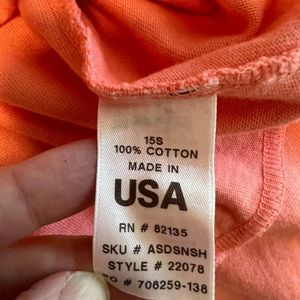 15S
100% COTTON
MADE IN
USA
RN # 82135
SKU # ASDSNSH
STYLE # 22078
# 706259-138